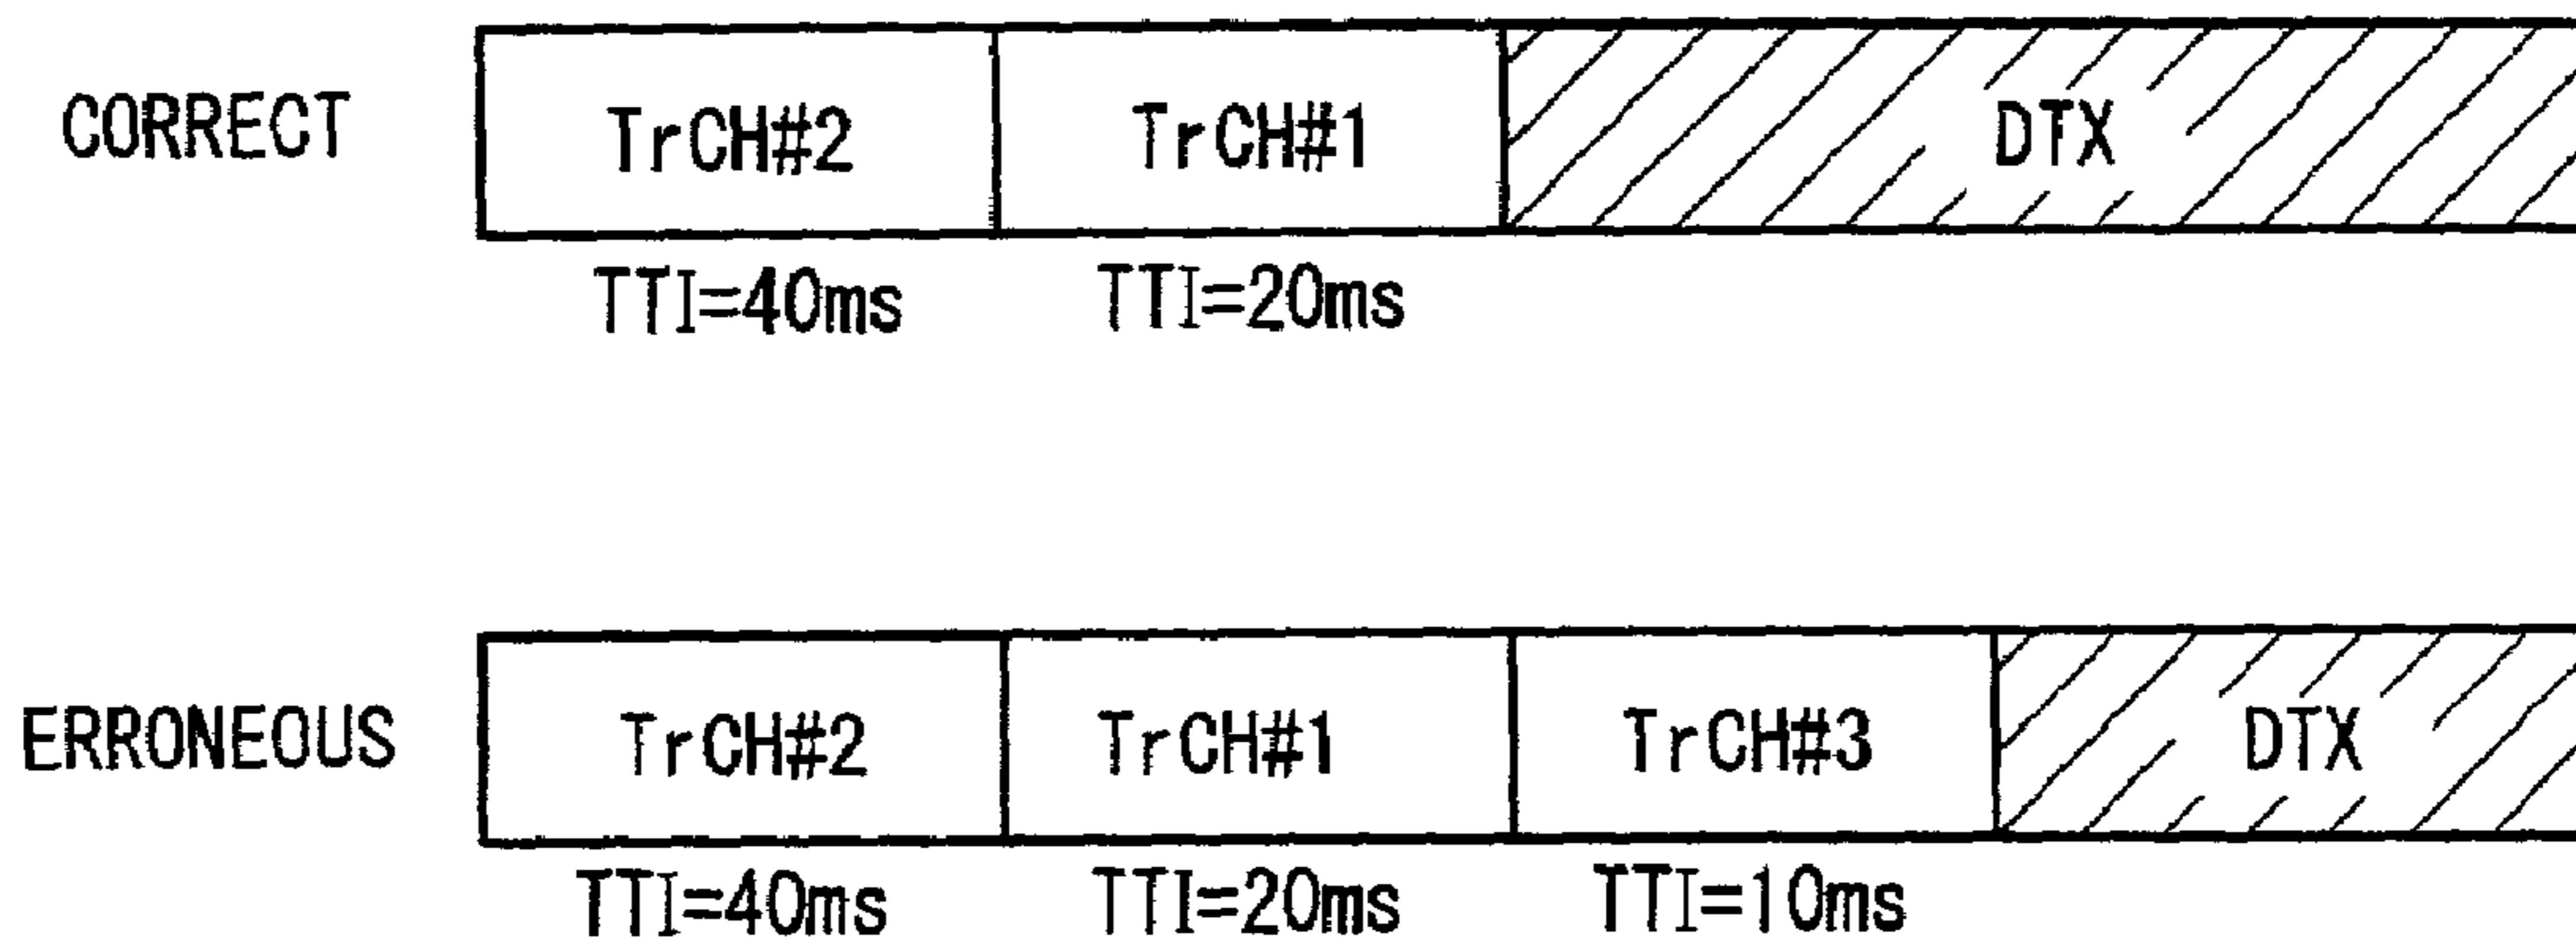 CORRECT TrCH#2 TrCH#1 DTX
TTI=40ms TTI=20ms
ERRONEOUS TrCH#2 TrCH#1 TrCH#3 DTX
TTI=40ms TTI=20ms TTI=10ms